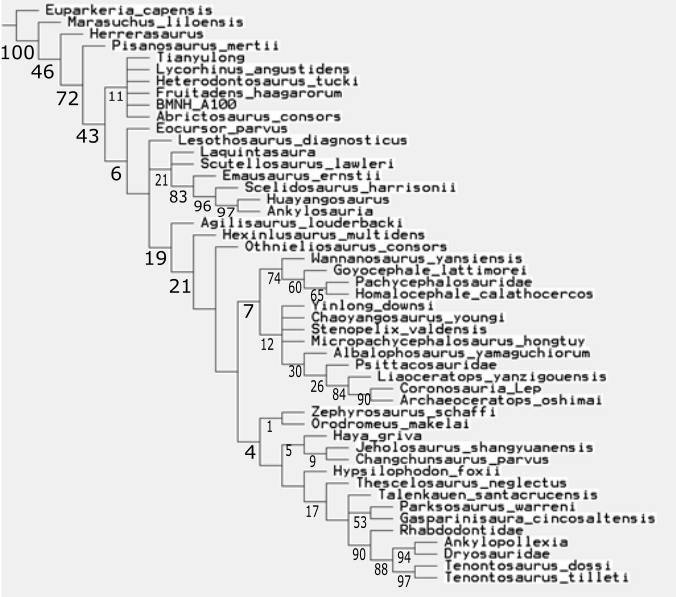 Euparkeria_capensis
Marasuchus_liloensis
Herrerasaurus
100
Pisanosaurus_mertii
Tianyulong
46
Lycorhinus_angustidens
Heterodontosaurus_tucki
72
11
Fruitadens_haagarorum
BMNH_A100
Abrictosaurus_consors
Eocursor_parvus
43
Lesothosaurus_diagnosticus
Laquintasaura
Scutellosaurus_lawleri
6
21
Emausaurus_ernstii
Scelidosaurus_harrisonii
83
Huayangosaurus
96
97
Ankylosauria
Agilisaurus_louderbacki
Hexinlusaurus_multidens
Othnieliosaurus_consors
19
Wannanosaurus_yansiensis
Goyocephale_lattimorei
74
Pachycephalosauridae
21
60
65
Homalocephale_calathocercos
Yinlong_downsi
7
Chaoyangosaurus_youngi
Stenopelix_valdensis
12
Micropachycephalosaurus_hongtuy
Albalophosaurus_yamaguchiorum
Psittacosauridae
30
Liaoceratops_yanzigouensis
26
Coronosauria_Lep
84
90
Archaeoceratops_oshimai
Zephyrosaurus_schaffi
1
Orodromeus_makelai
Haya_griva
4
5
Jeholosaurus_shangyuanensis
9
Changchunsaurus_parvus
Hypsilophodon_foxii
Thescelosaurus_neglectus
Talenkauen_santacrucensis
17
Parksosaurus_warreni
53
Gasparinisaura_cincosaltensis
Rhabdodontidae
Ankylopollexia
90
94
Dryosauridae
88
Tenontosaurus_dossi
97
Tenontosaurus_tilleti